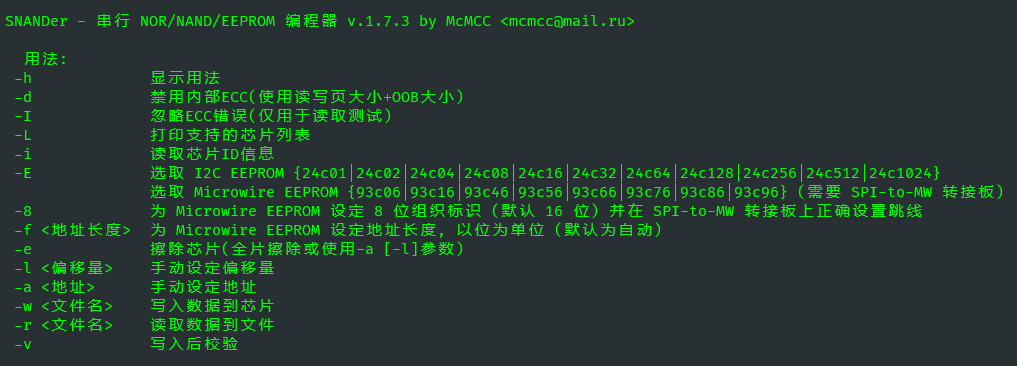 SNANDer - 串行 NOR/NAND/EEPROM 编程器 v.1.7.3 by McMCC <mcmcc@mail.ru>
用法:
-h 显示用法
-d 禁用内部ECC(使用读写页大小+OOB大小)
-I 忽略ECC错误(仅用于读取测试)
-L 打印支持的芯片列表
-i 读取芯片ID信息
-E 选取 I2C EEPROM {24c01|24c02|24c04|24c08|24c16|24c32|24c64|24c128|24c256|24c512|24c1024}
选取 Microwire EEPROM {93c06|93c16|93c46|93c56|93c66|93c76|93c86|93c96} (需要 SPI-to-MW 转接板)
-8 为 Microwire EEPROM 设定 8 位组织标识 (默认 16 位) 并在 SPI-to-MW 转接板上正确设置跳线
-f <地址长度> 为 Microwire EEPROM 设定地址长度, 以位为单位 (默认为自动)
-e 擦除芯片(全片擦除或使用-a [-l]参数)
-l <偏移量> 手动设定偏移量
-a <地址> 手动设定地址
-w <文件名> 写入数据到芯片
-r <文件名> 读取数据到文件
-v 写入后校验